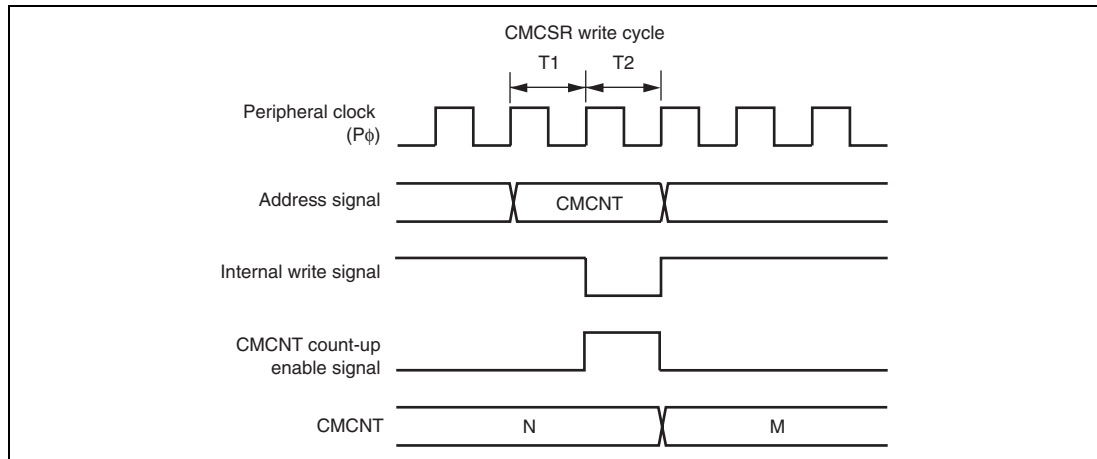 CMCSR write cycle
T1 T2
Peripheral clock
(Pϕ)
Address signal CMCNT
Internal write signal
CMCNT count-up
enable signal
CMCNT N M